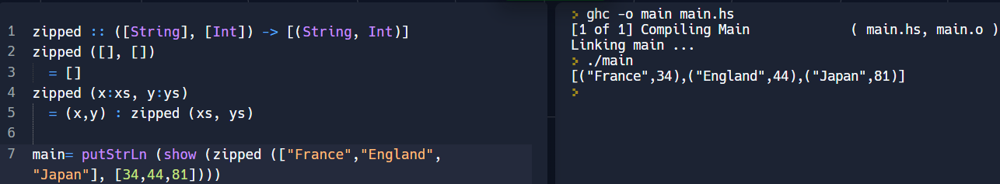 1 zipped :: ([String], [Int]) -> [(String, Int)]
2 zipped ([], [])
3   = []
4 zipped (x:xs, y:ys)
5   = (x,y) : zipped (xs, ys)
6
7 main= putStrLn (show (zipped (["France","England",
"Japan"], [34,44,81])))
> ghc -o main main.hs
[1 of 1] Compiling Main             ( main.hs, main.o )
Linking main ...
> ./main
[("France",34),("England",44),("Japan",81)]
>